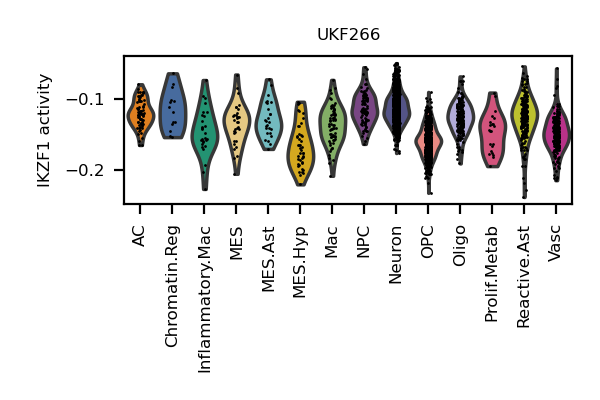 UKF266
IKZF1 activity
−0.1
−0.2
AC
Chromatin.Reg
Inflammatory.Mac
MES
MES.Ast
MES.Hyp
Mac
NPC
Neuron
OPC
Oligo
Prolif.Metab
Reactive.Ast
Vasc